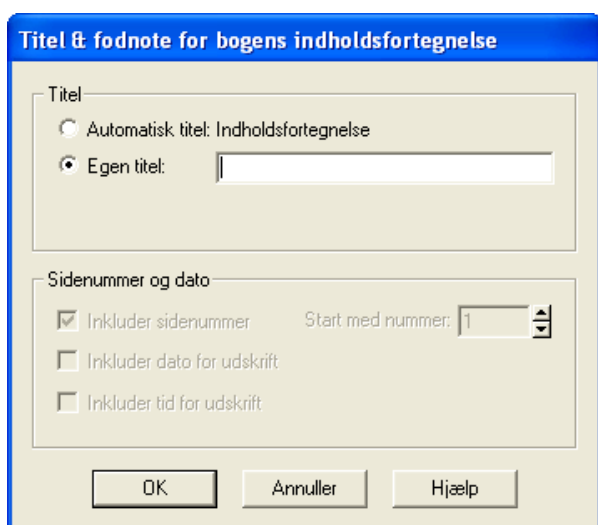 Titel & fodnote for bogens indholdsfortegnelse
Titel
Automatisk titel: Indholdsfortegnelse
Egen titel:
Sidenummer og dato
Inkluder sidenummer Start med nummer: 1
Inkluder dato for udskrift
Inkluder tid for udskrift
OK Annuller Hjælp